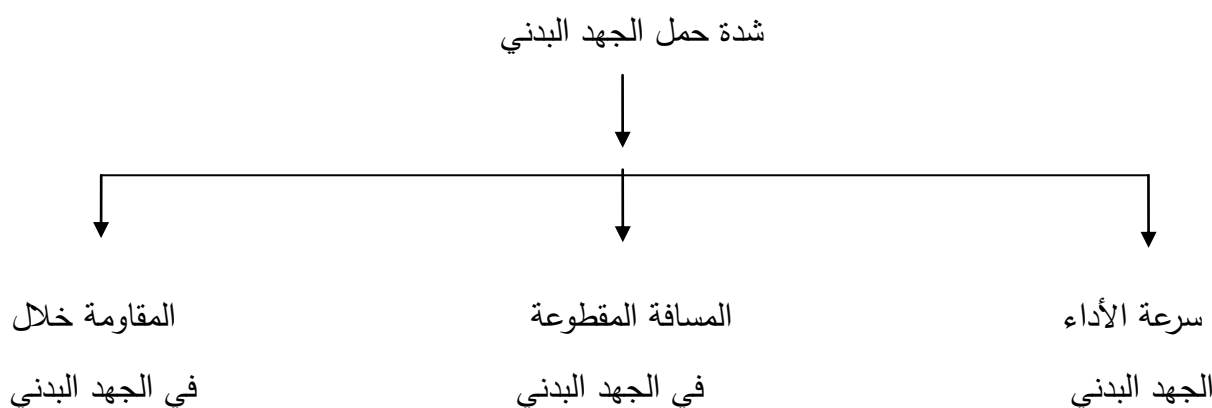 شدة حمل الجهد البدني
سرعة الأداء
الجهد البدني
المسافة المقطوعة
في الجهد البدني
المقاومة خلال
في الجهد البدني